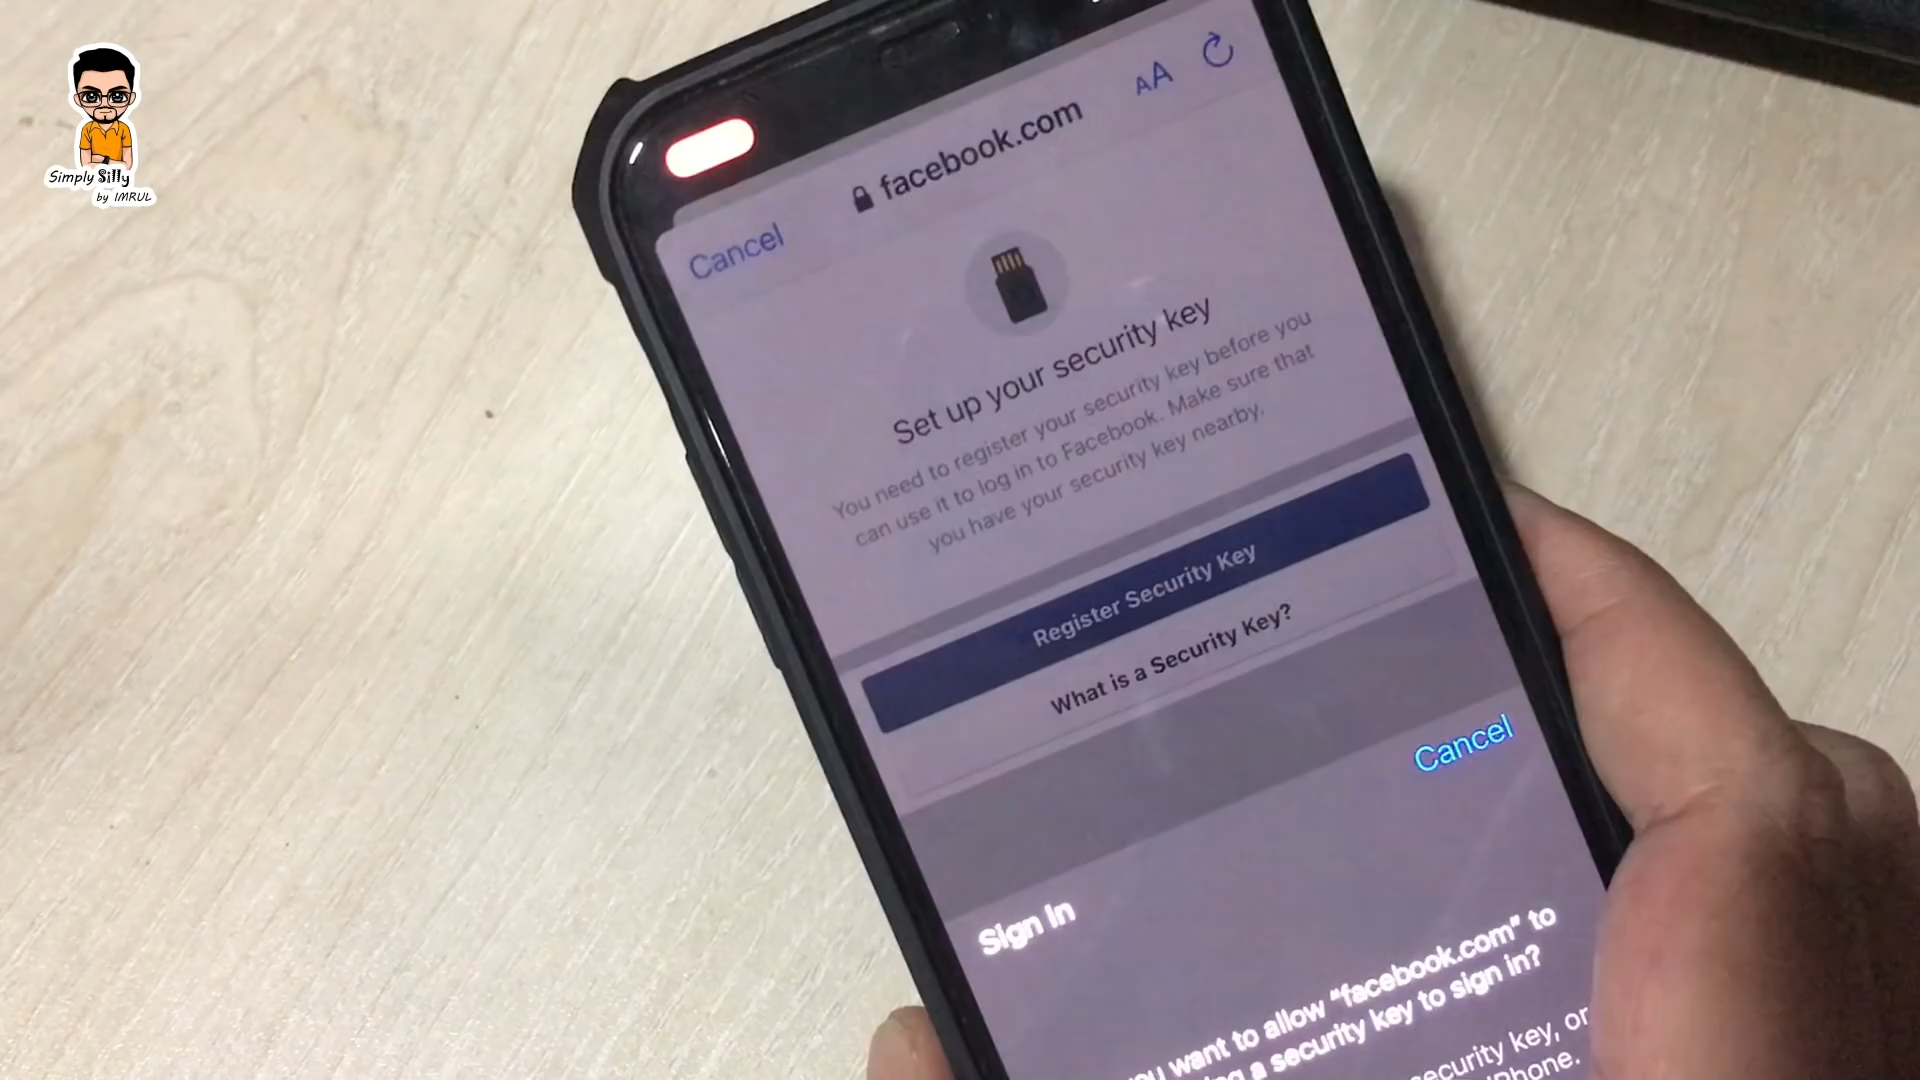 Simply Silly
by IMRUL
AA
facebook.com
Cancel
Set up your security key
You need to register your security key before you
can use it to log in to Facebook. Make sure that
you have your security key nearby.
Register Security Key
What is a Security Key?
Cancel
Sign In
want to allow “facebook.com” to
a security key to sign in?
security key, or